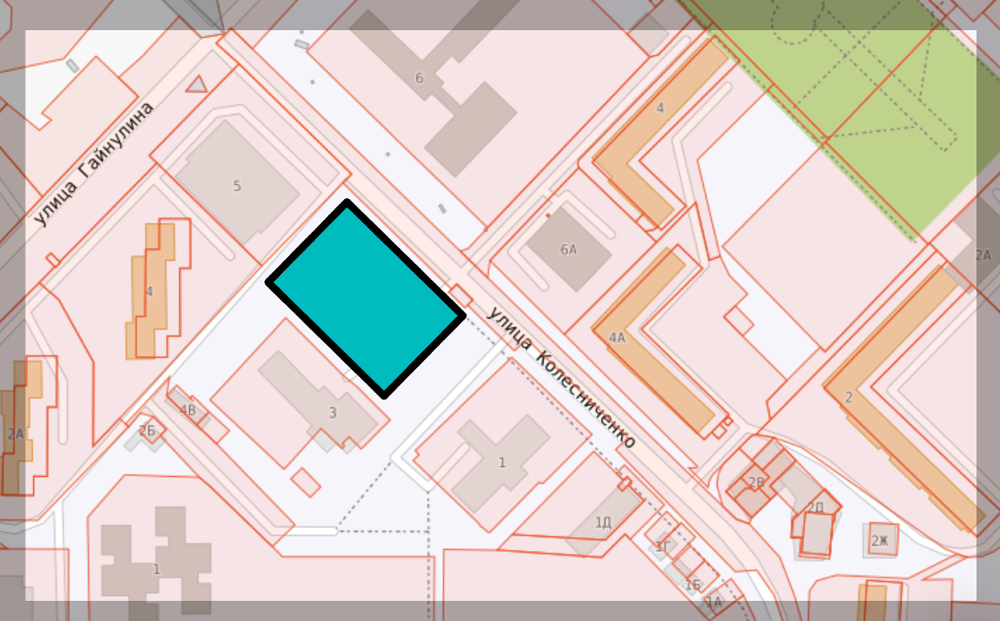 6
4
улица Гайнулина
5
6А
2А
4
4А
улица Колесниченко
2
4В
3
2Б
2А
1
2В
2Д
1Д
2Ж
1Г
1
1Б
1А